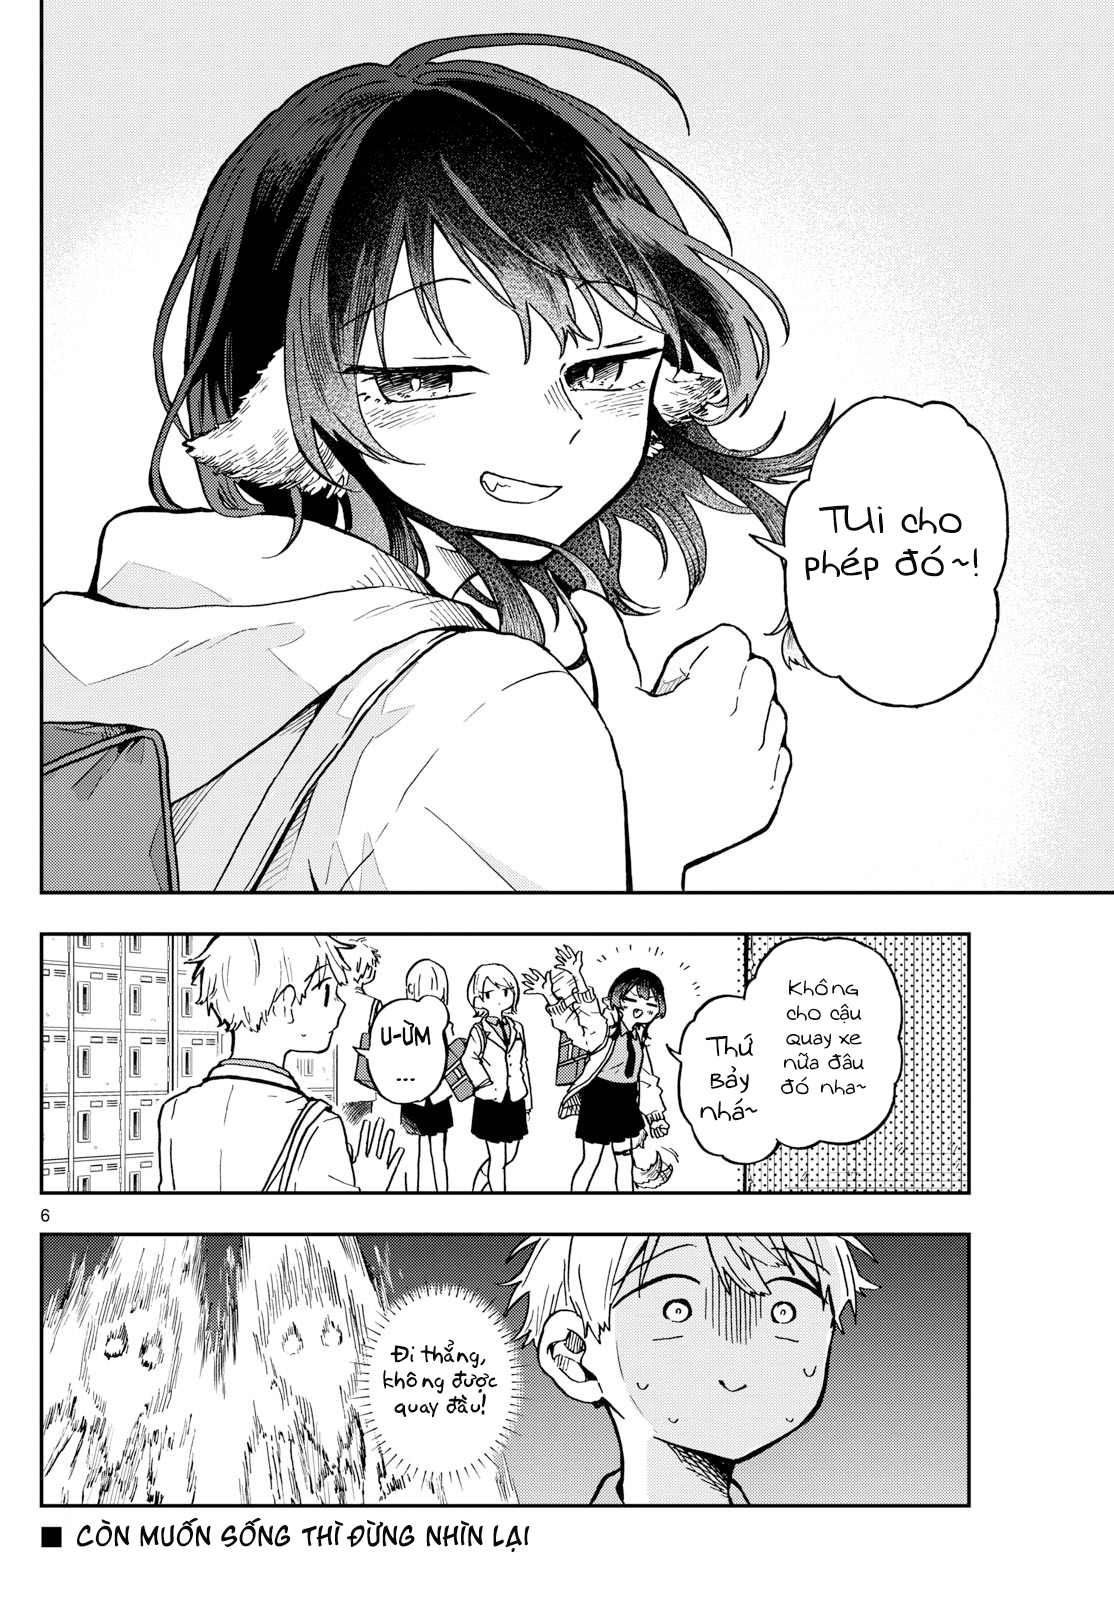 Tui cho
phép đó~!
Không
cho cậu
quay xe
nữa đâu
đó nha~
Thứ
Bảy
nhá~
U-ừm
...
6
Đi thẳng,
không được
quay đầu!
■ CÒN MUỐN SỐNG THÌ ĐỪNG NHÌN LẠI